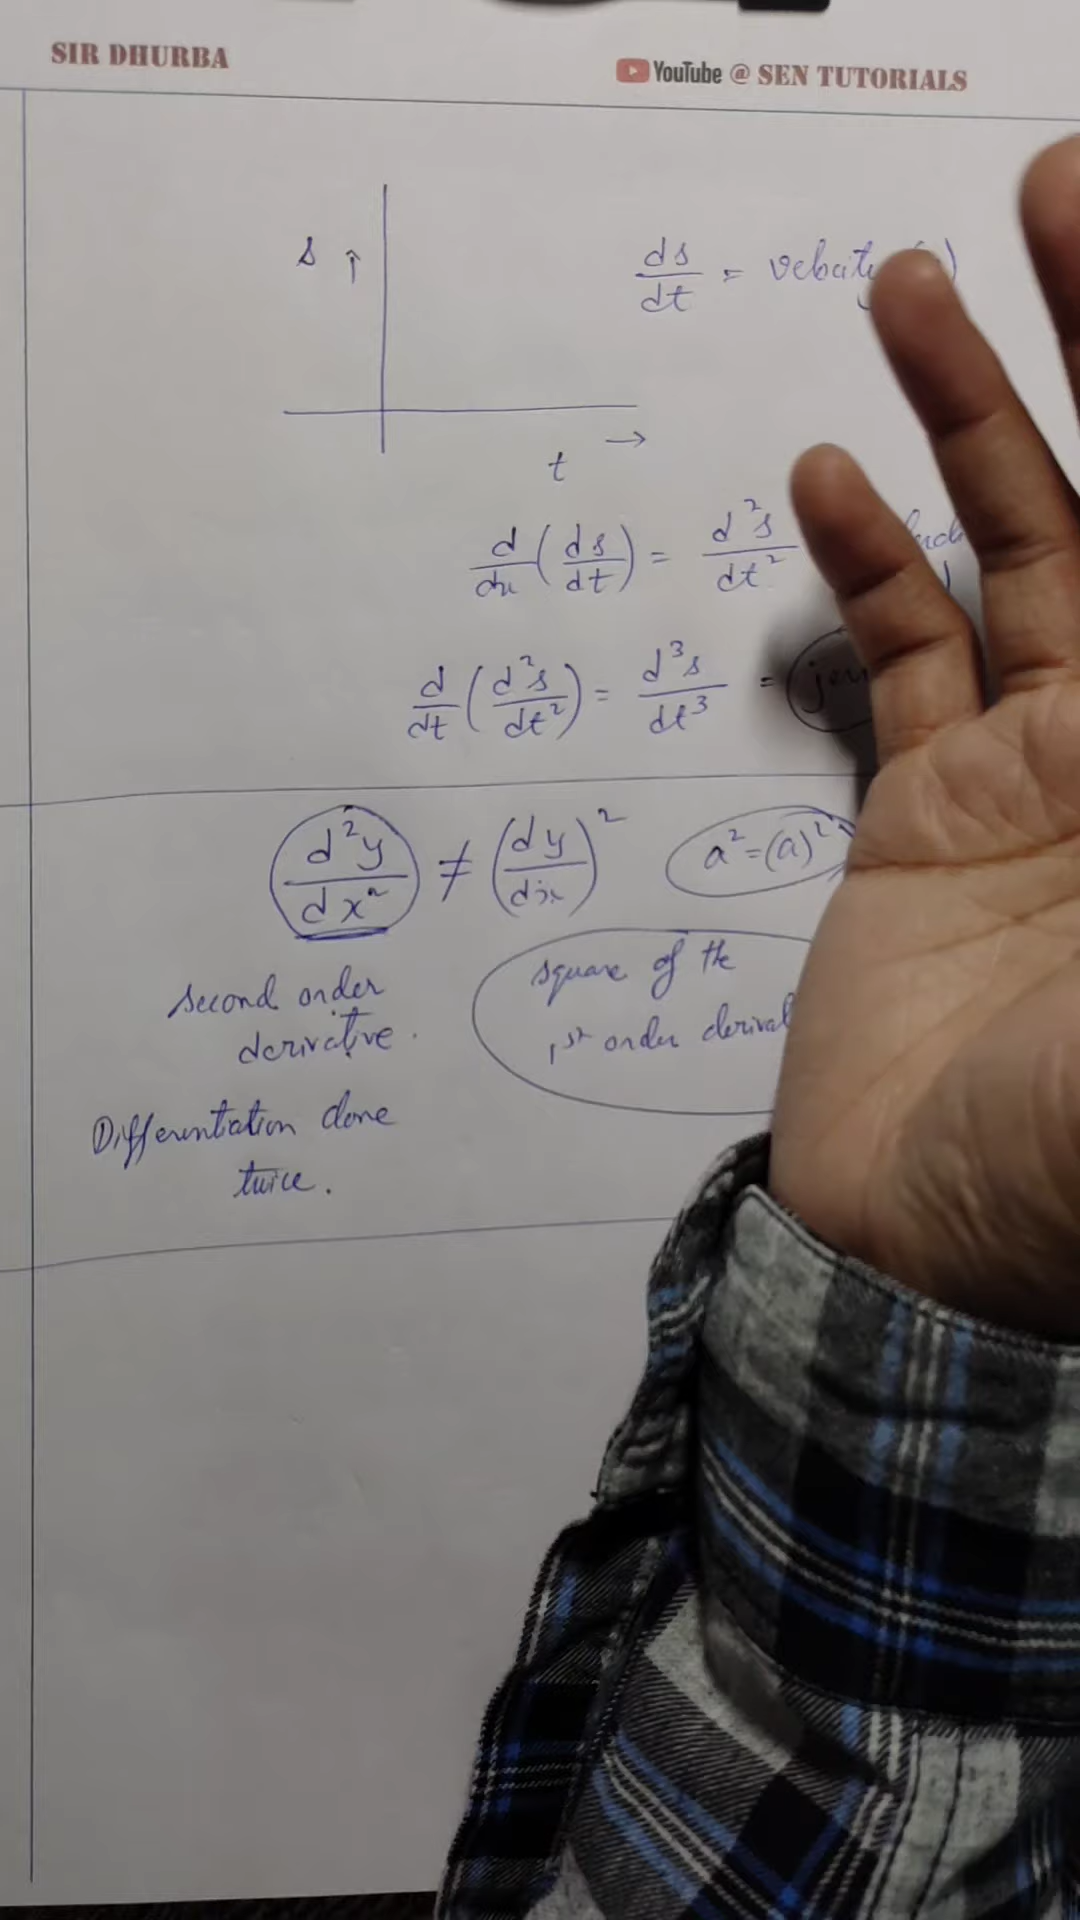 SIR DHURBA
YouTube @ SEN TUTORIALS
s ↑
ds/dt = velocity
t →
d/dx (ds/dt) = d²s/dt²
d/dt (d²s/dt²) = d³s/dt³ =
d²y/dx² ≠ (dy/dx)² a² = (a)²
second order
derivative.
square of the
1st order
Differentiation done
twice.